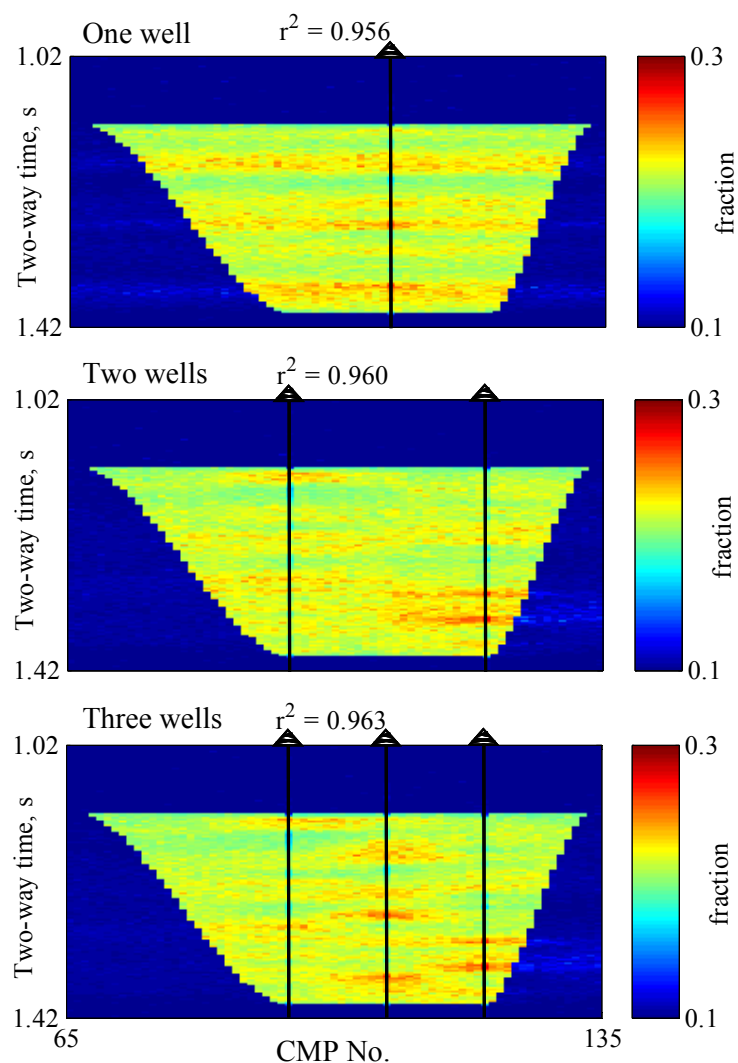 One well r² = 0.956
1.02 0.3
Two-way time, s
fraction
1.42 0.1
Two wells r² = 0.960
1.02 0.3
Two-way time, s
fraction
1.42 0.1
Three wells r² = 0.963
1.02 0.3
Two-way time, s
fraction
1.42 0.1
65 CMP No. 135